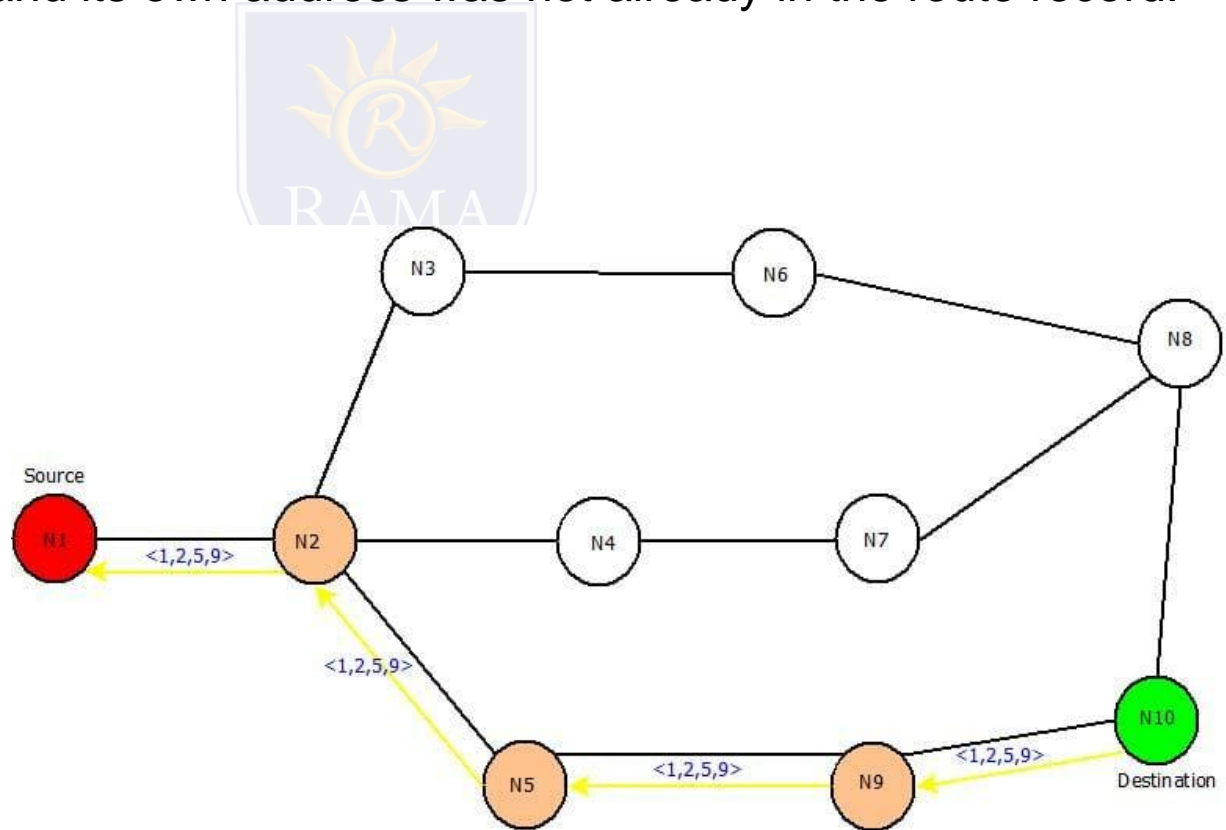 and its own address was not already in the route record.
RAMA
N3
N6
N8
Source
N1
<1,2,5,9>
N2
N4
N7
<1,2,5,9>
N5
<1,2,5,9>
N9
<1,2,5,9>
N10
Destination